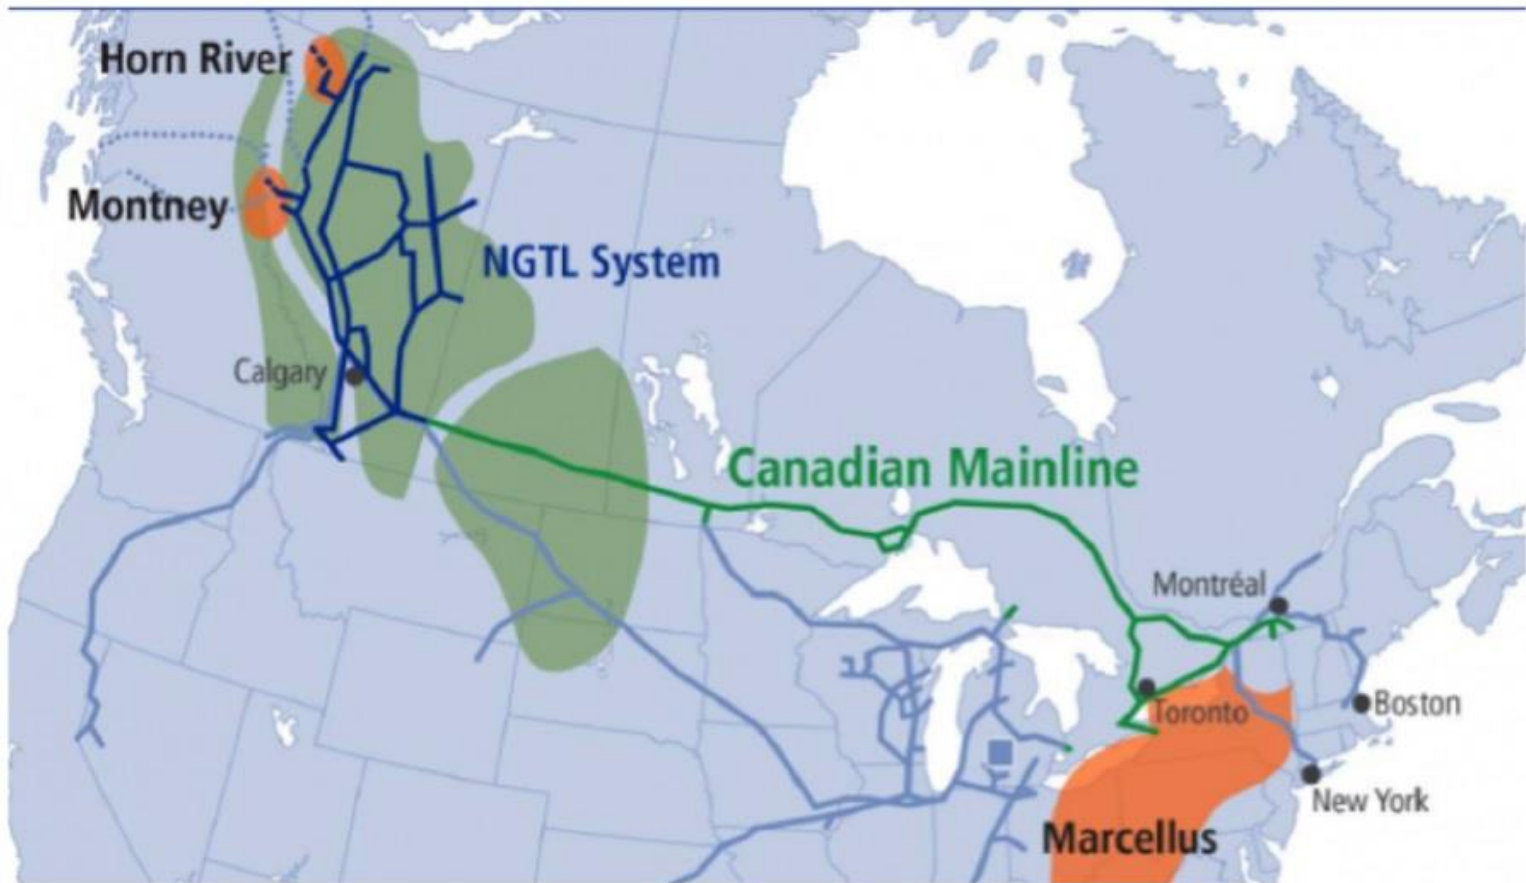 Horn River
Montney
NGTL System
Calgary
Canadian Mainline
Montréal
Toronto
Boston
New York
Marcellus